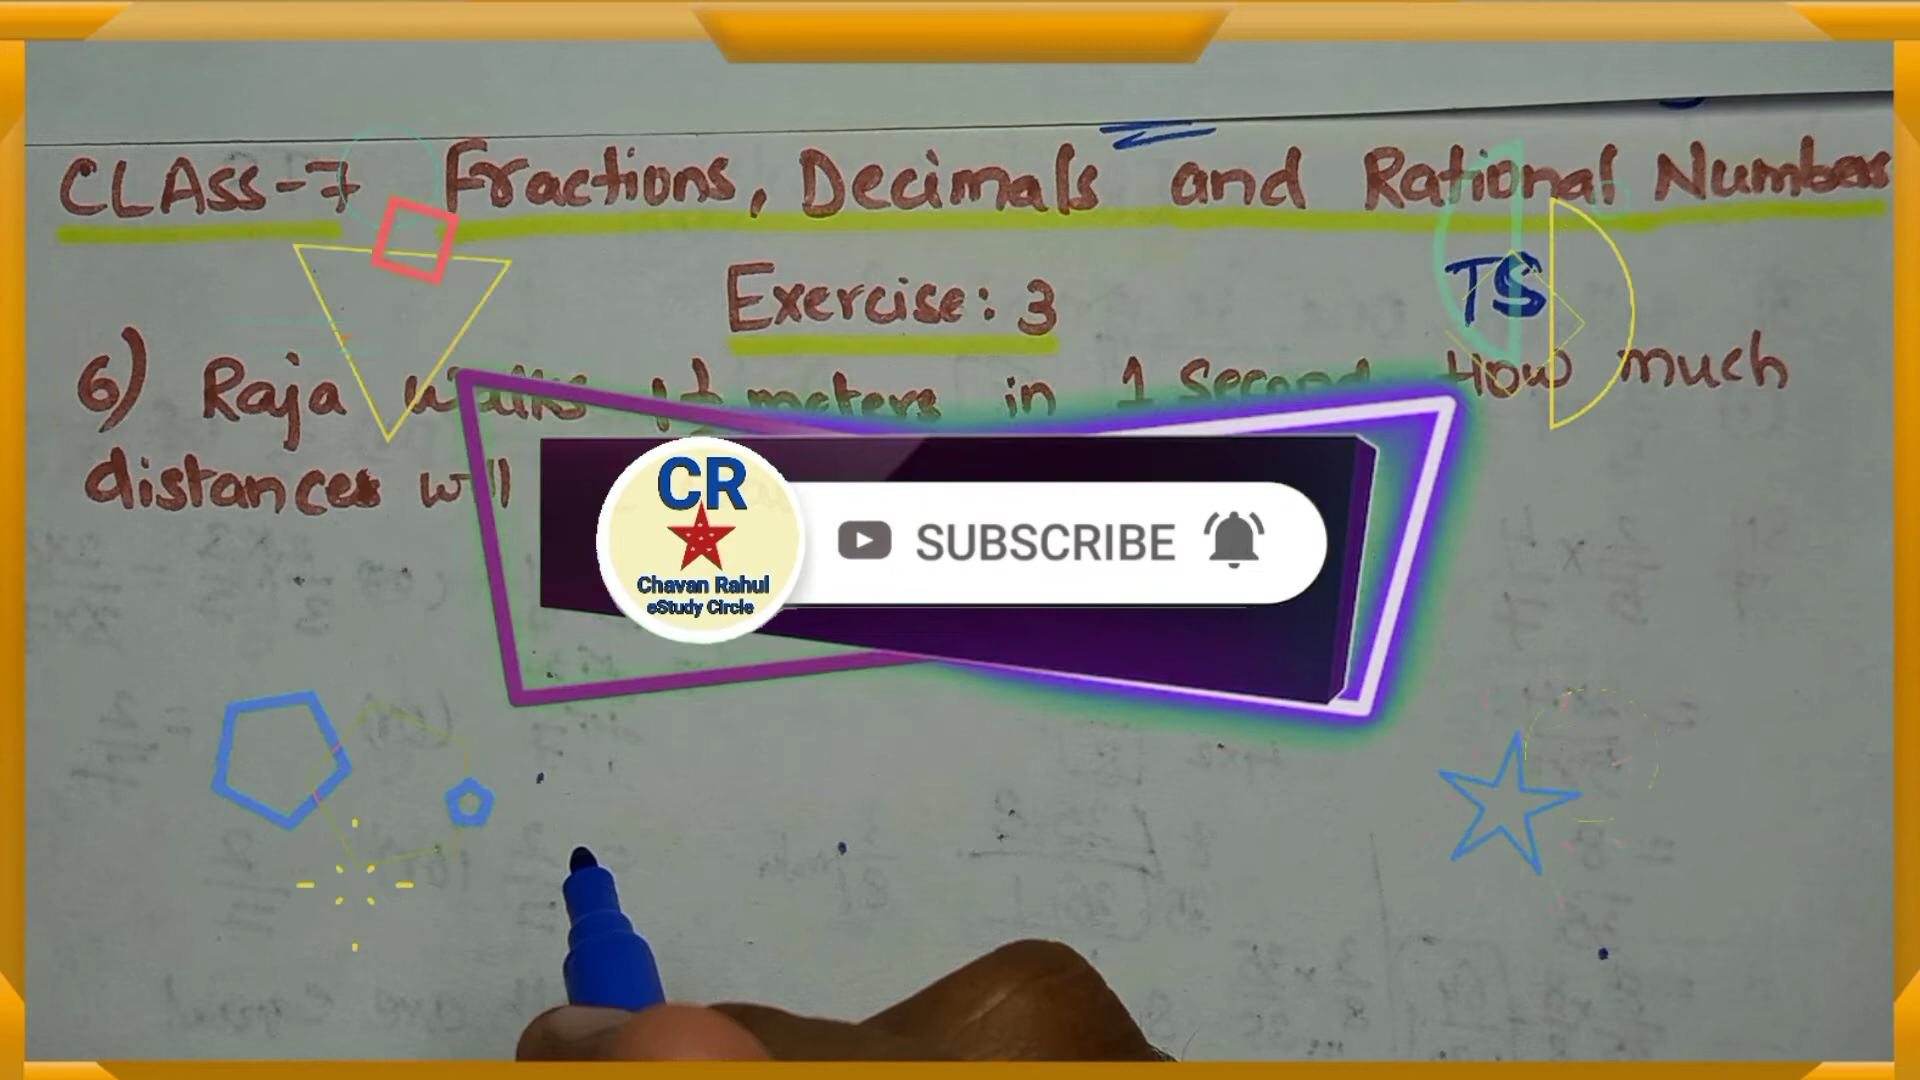 CLAss-7 Fractions, Decimals and Rational Number
Exercise: 3
TS
6) Raja walks meters in 1 Second How much
distances will
CR
Chavan Rahul
eStudy Circle
SUBSCRIBE